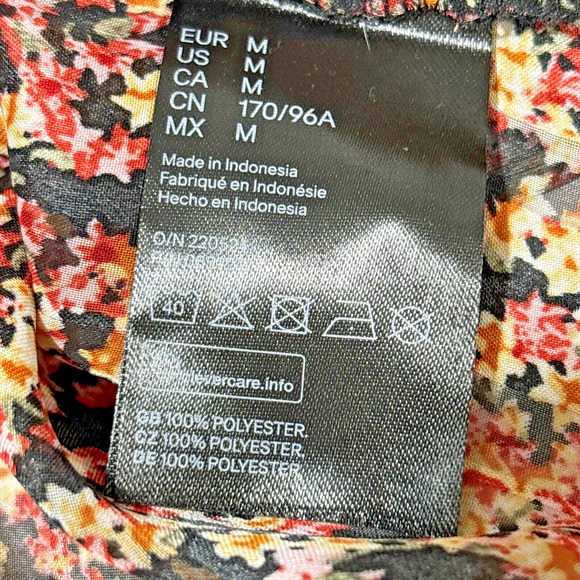 EUR M
US M
CA M
CN 170/96A
MX M
Made in Indonesia
Fabriqué en Indonésie
Hecho en Indonesia
O/N
40
GB 100% POLYESTER
CZ 100% POLYESTER
DE 100% POLYESTER